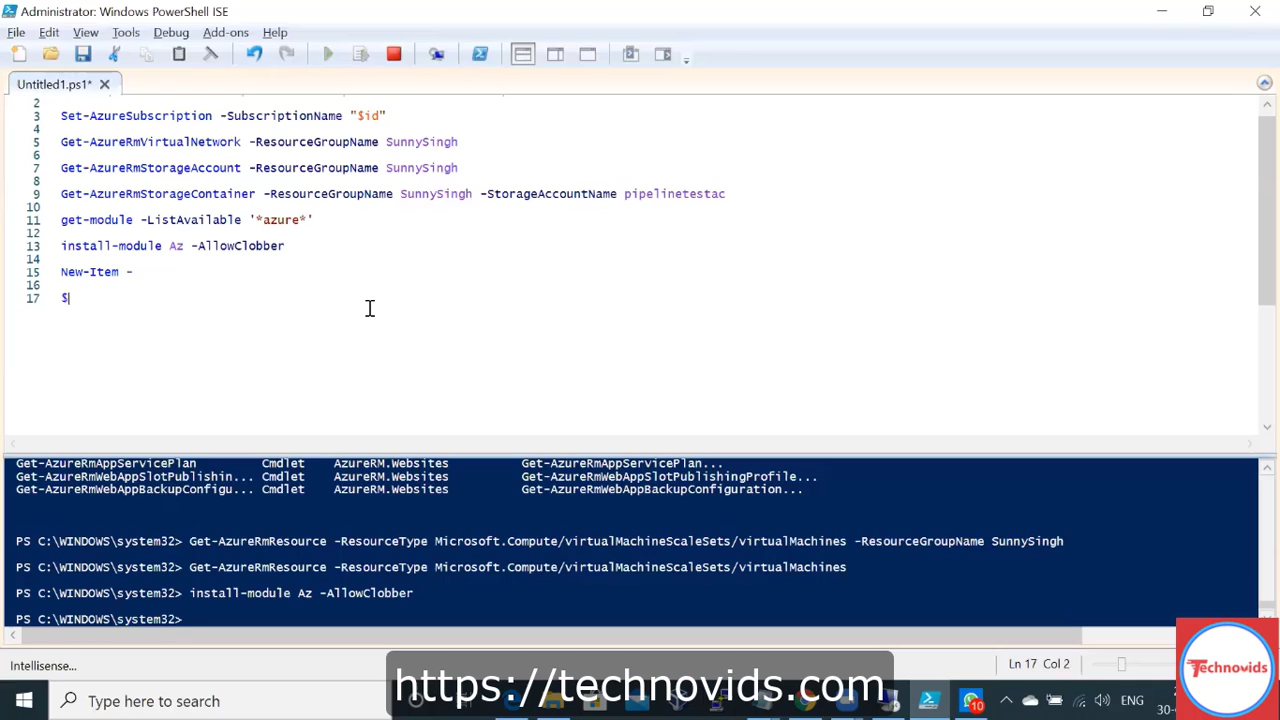 Administrator: Windows PowerShell ISE
File Edit View Tools Debug Add-ons Help
Untitled1.ps1*
2
3 Set-AzureSubscription -SubscriptionName "$id"
4
5 Get-AzureRmVirtualNetwork -ResourceGroupName SunnySingh
6
7 Get-AzureRmStorageAccount -ResourceGroupName SunnySingh
8
9 Get-AzureRmStorageContainer -ResourceGroupName SunnySingh -StorageAccountName pipelinetestac
10
11 get-module -ListAvailable '*azure*'
12
13 install-module Az -AllowClobber
14
15 New-Item -
16
17 $
Get-AzureRmAppServicePlan Cmdlet AzureRM.Websites Get-AzureRmAppServicePlan...
Get-AzureRmWebAppSlotPublishin... Cmdlet AzureRM.Websites Get-AzureRmWebAppSlotPublishingProfile...
Get-AzureRmWebAppBackupConfigu... Cmdlet AzureRM.Websites Get-AzureRmWebAppBackupConfiguration...
PS C:\WINDOWS\system32> Get-AzureRmResource -ResourceType Microsoft.Compute/virtualMachineScaleSets/virtualMachines -ResourceGroupName SunnySingh
PS C:\WINDOWS\system32> Get-AzureRmResource -ResourceType Microsoft.Compute/virtualMachineScaleSets/virtualMachines
PS C:\WINDOWS\system32> install-module Az -AllowClobber
PS C:\WINDOWS\system32>
Intellisense...
Ln 17 Col 2
https://technovids.com
Technovids
Type here to search
10
ENG